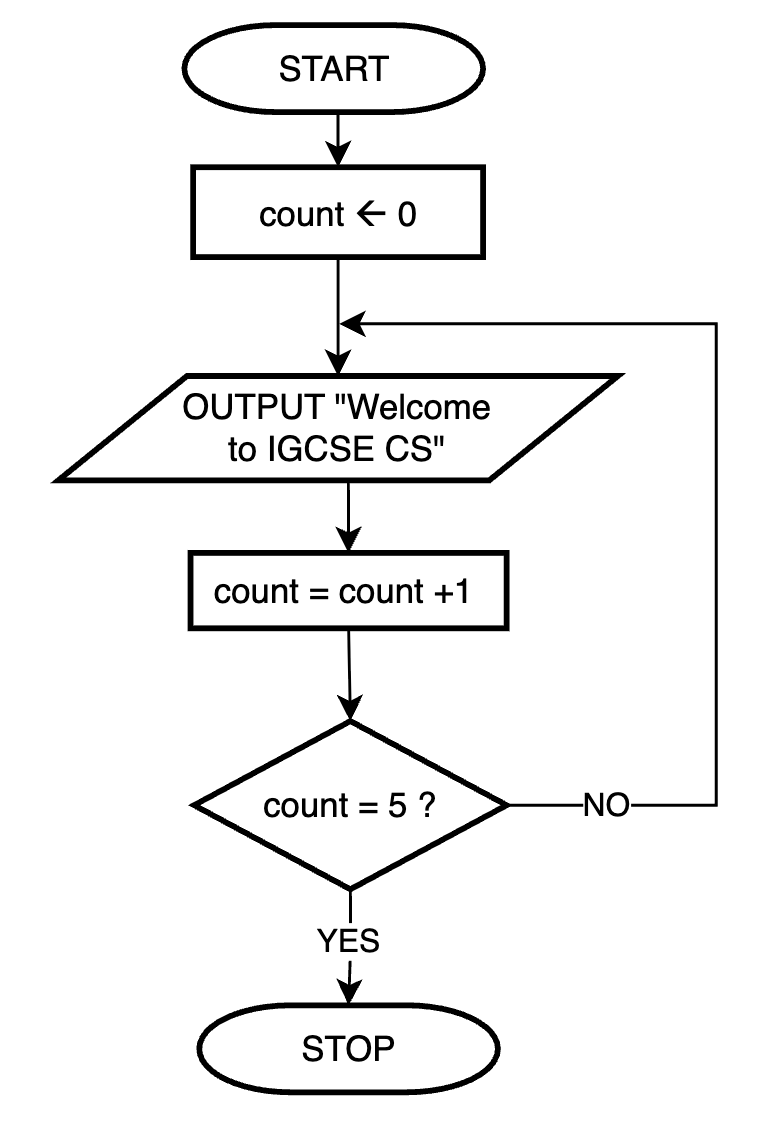 START
count ← 0
OUTPUT "Welcome
to IGCSE CS"
count = count +1
count = 5 ?
NO
YES
STOP